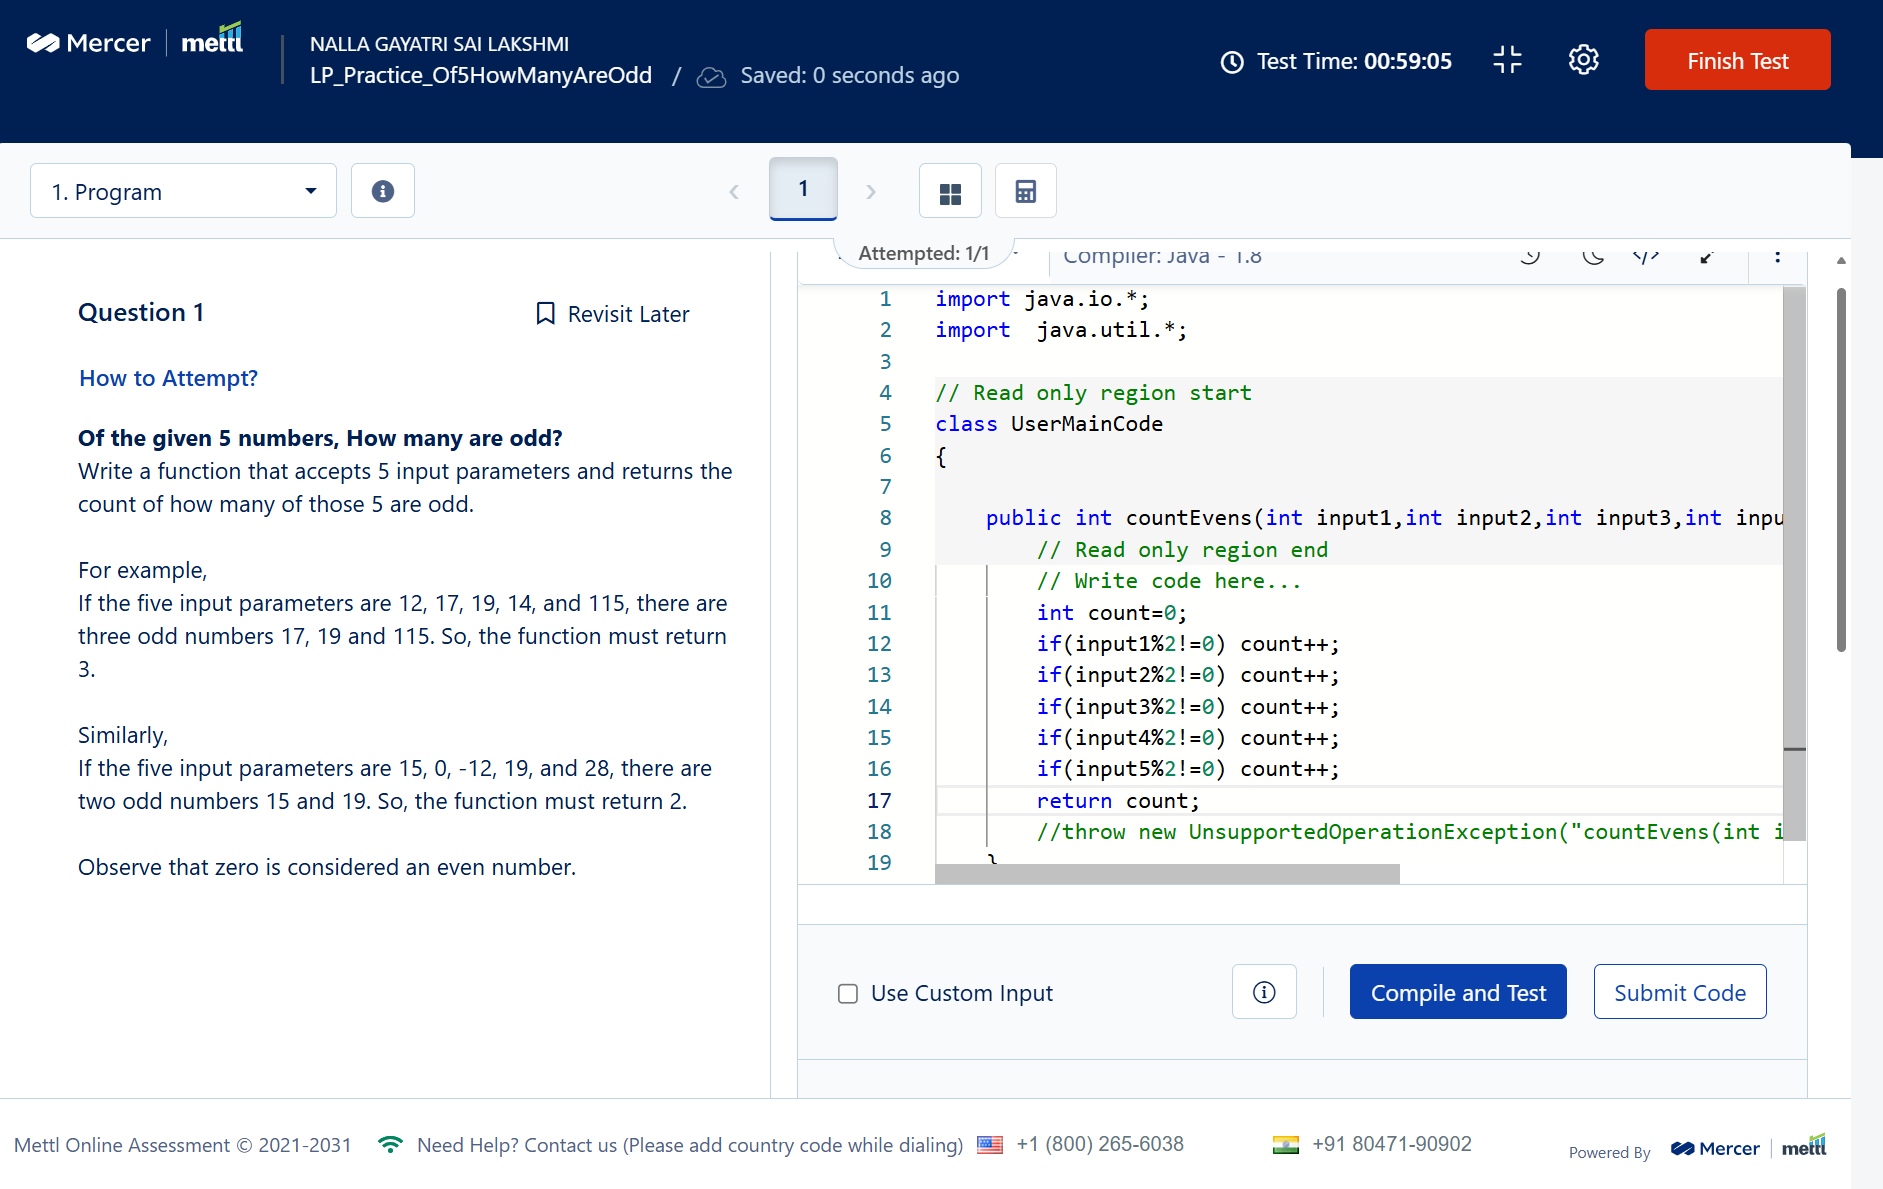 Mercer mettl
NALLA GAYATRI SAI LAKSHMI
LP_Practice_Of5HowManyAreOdd / Saved: 0 seconds ago
Test Time: 00:59:05
Finish Test
1. Program
1
Attempted: 1/1
Compiler: Java - 1.8
Question 1
Revisit Later
How to Attempt?
Of the given 5 numbers, How many are odd?
Write a function that accepts 5 input parameters and returns the
count of how many of those 5 are odd.
For example,
If the five input parameters are 12, 17, 19, 14, and 115, there are
three odd numbers 17, 19 and 115. So, the function must return
3.
Similarly,
If the five input parameters are 15, 0, -12, 19, and 28, there are
two odd numbers 15 and 19. So, the function must return 2.
Observe that zero is considered an even number.
1 import java.io.*;
2 import  java.util.*;
3
4 // Read only region start
5 class UserMainCode
6 {
7
8 public int countEvens(int input1,int input2,int input3,int inpu
9 // Read only region end
10 // Write code here...
11 int count=0;
12 if(input1%2!=0) count++;
13 if(input2%2!=0) count++;
14 if(input3%2!=0) count++;
15 if(input4%2!=0) count++;
16 if(input5%2!=0) count++;
17 return count;
18 //throw new UnsupportedOperationException("countEvens(int i
19 }
Use Custom Input
Compile and Test
Submit Code
Mettl Online Assessment © 2021-2031
Need Help? Contact us (Please add country code while dialing)
+1 (800) 265-6038
+91 80471-90902
Powered By
Mercer mettl